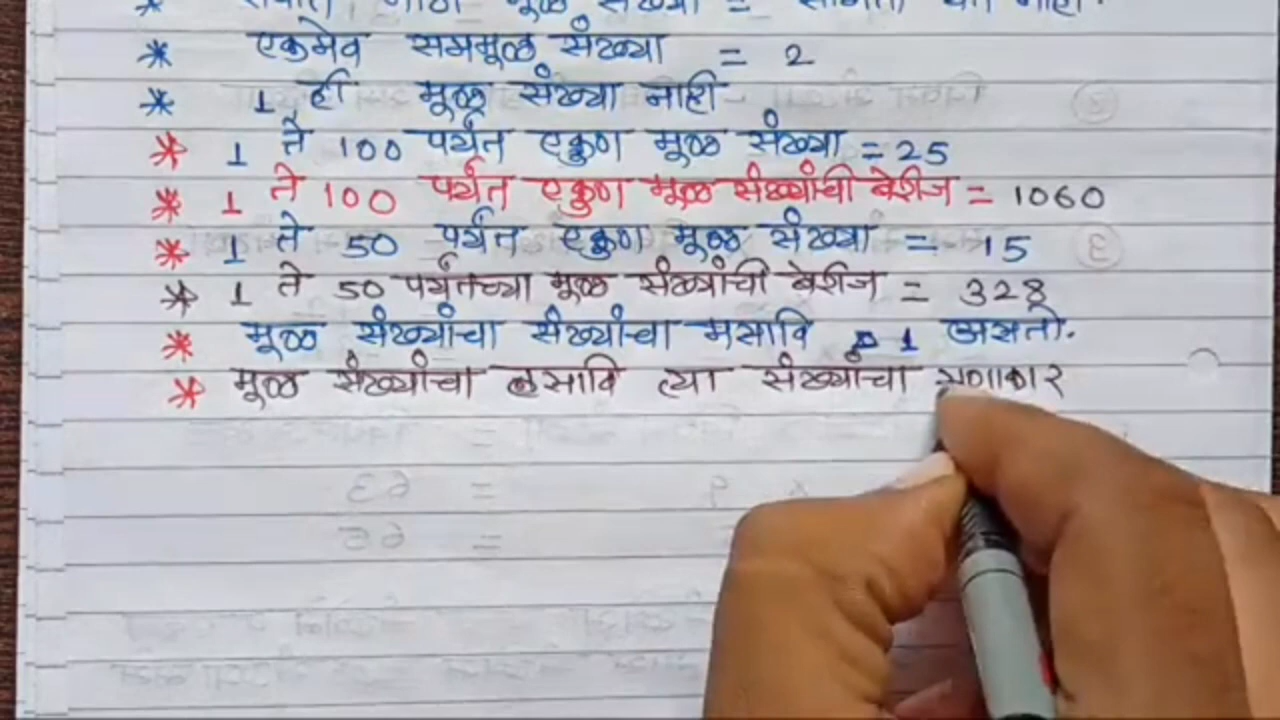 * मूळ संख्या =
* एकमेव सममूळ संख्या = 2
* 1 ही मूळ संख्या नाही
* 1 ते 100 पर्यंत एकुण मूळ संख्या = 25
* 1 ते 100 पर्यंत एकुण मूळ संख्यांची बेरीज = 1060
* 1 ते 50 पर्यंत एकुण मूळ संख्या = 15
* 1 ते 50 पर्यंतच्या मूळ संख्यांची बेरीज = 328
* मूळ संख्यांचा संख्यांचा मसावि 1 असतो.
* मूळ संख्यांचा लसावि त्या संख्यांचा गुणाकार